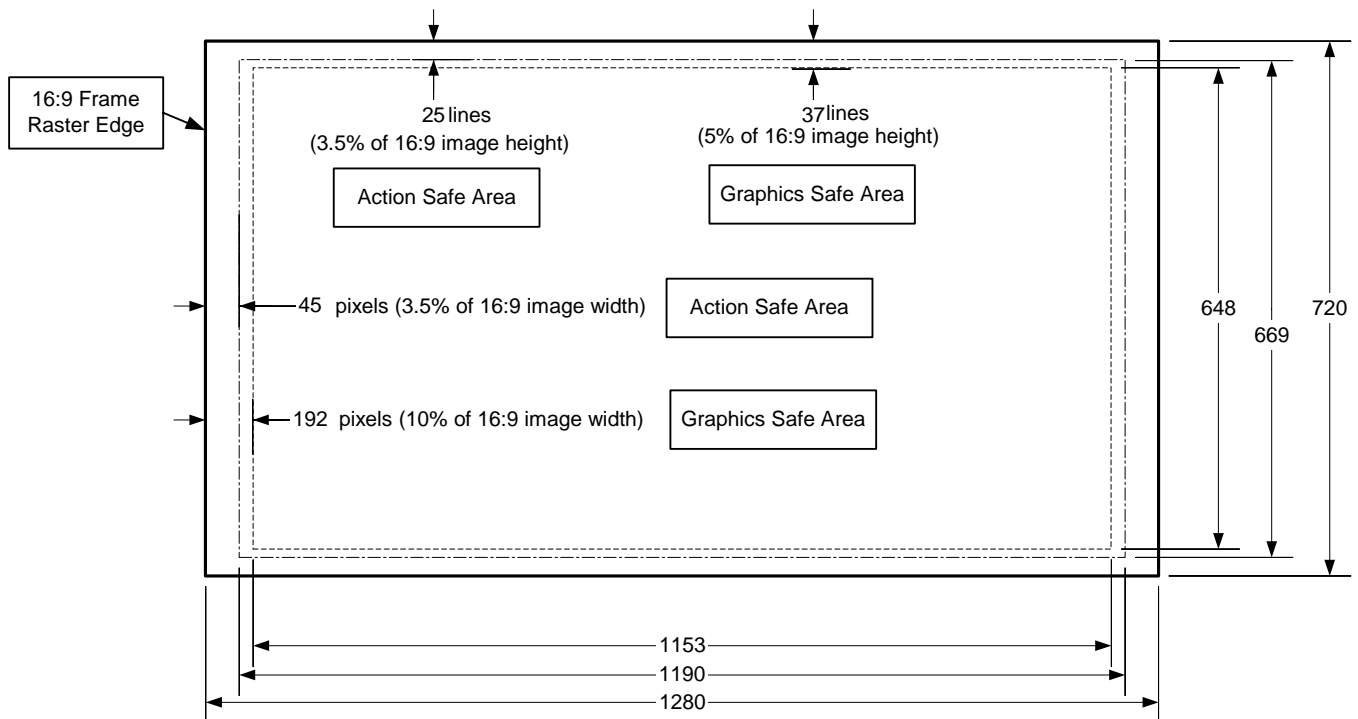 16:9 Frame
Raster Edge
25 lines
(3.5% of 16:9 image height)
37 lines
(5% of 16:9 image height)
Action Safe Area
Graphics Safe Area
45 pixels (3.5% of 16:9 image width)
Action Safe Area
648
669
720
192 pixels (10% of 16:9 image width)
Graphics Safe Area
1153
1190
1280